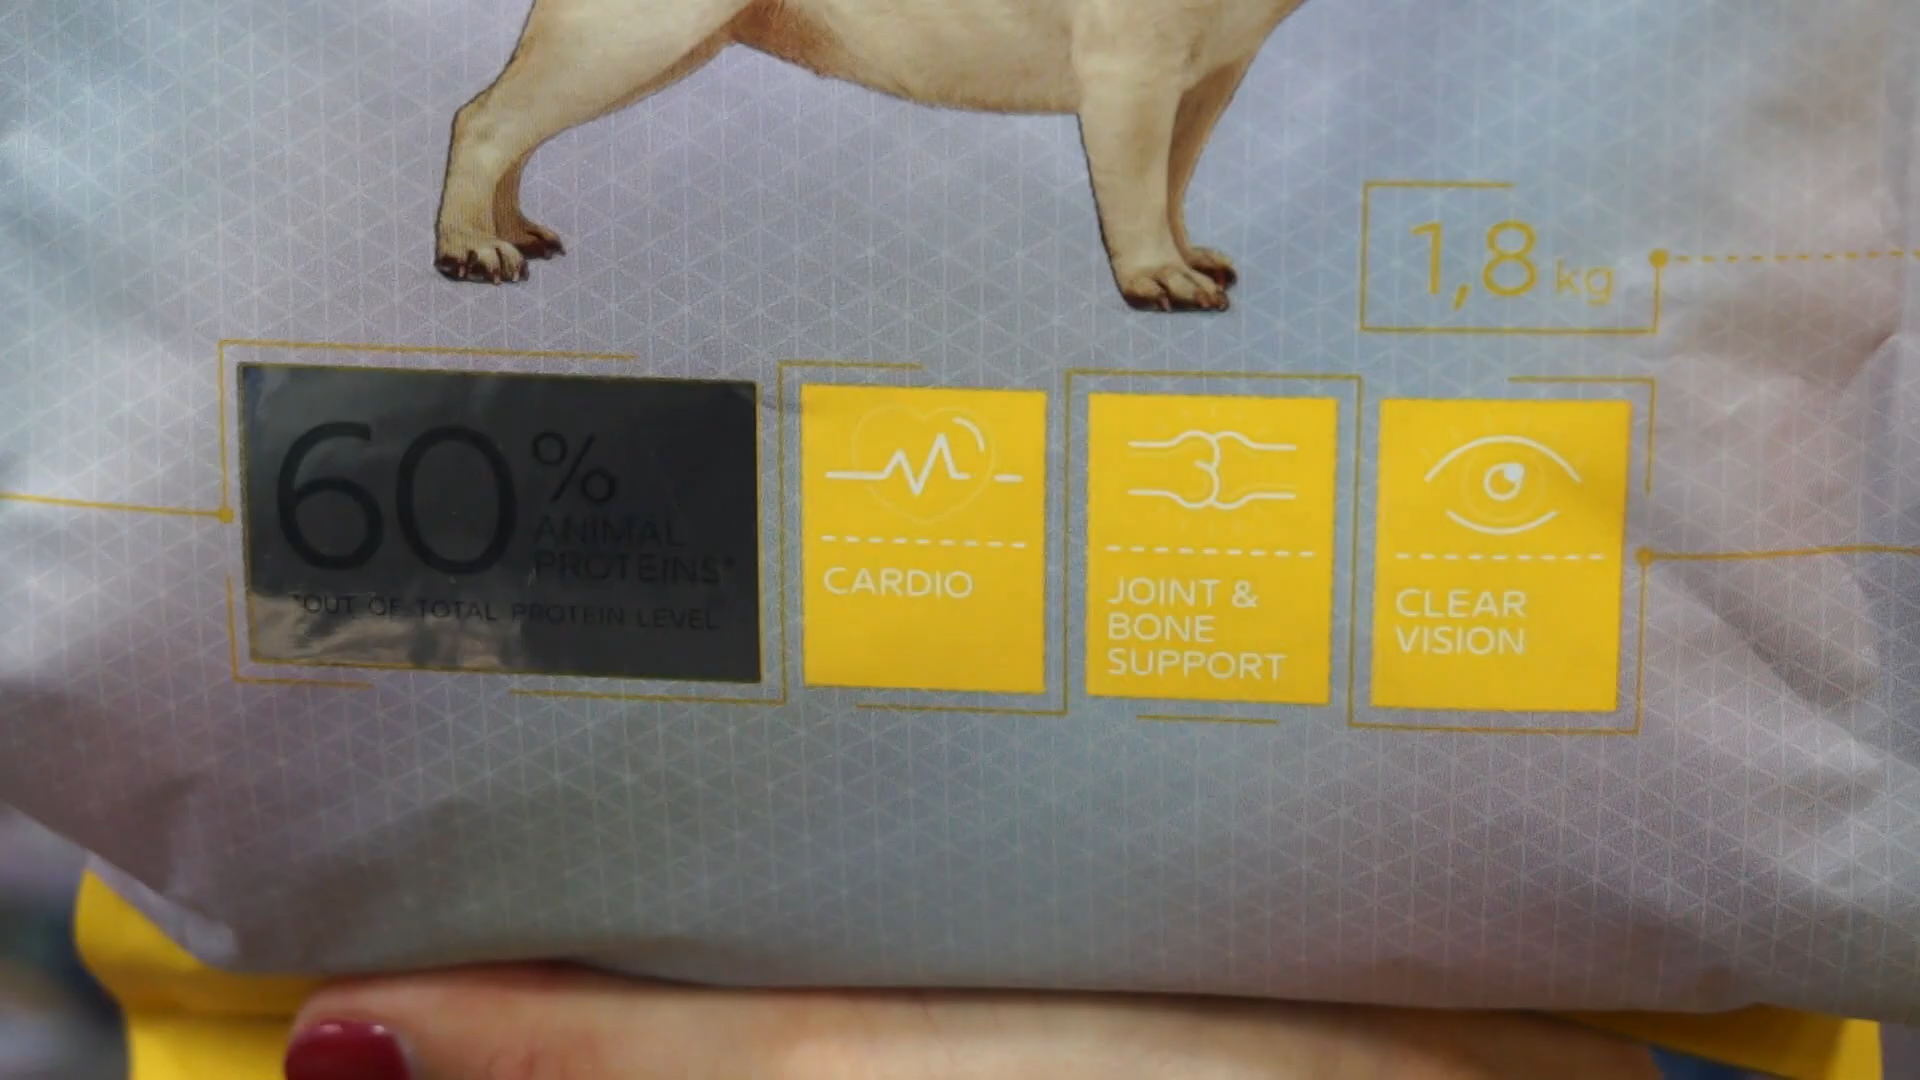 1,8 kg
60%
ANIMAL
PROTEINS*
*OUT OF TOTAL PROTEIN LEVEL
CARDIO
JOINT &
BONE
SUPPORT
CLEAR
VISION